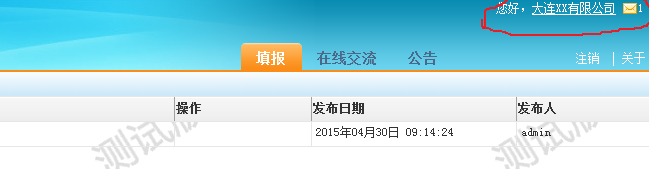 您好，大连XX有限公司 1
填报 在线交流 公告 注销 | 关于
操作 发布日期 发布人
2015年04月30日 09:14:24 admin
测试 测试